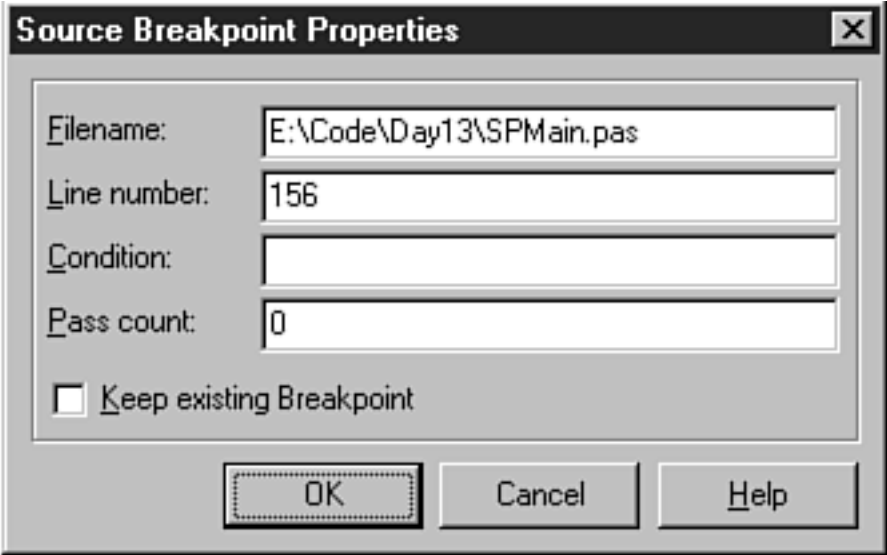 Source Breakpoint Properties
Filename: E:\Code\Day13\SPMain.pas
Line number: 156
Condition:
Pass count: 0
Keep existing Breakpoint
OK Cancel Help